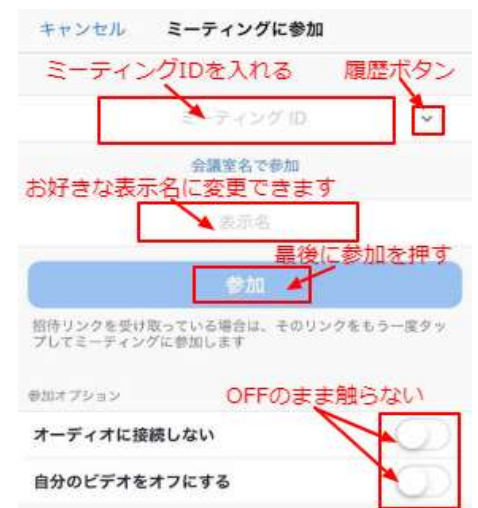 キャンセル ミーティングに参加
ミーティングIDを入れる 履歴ボタン
ミーティング ID
会議室名で参加
お好きな表示名に変更できます
表示名
最後に参加を押す
参加
招待リンクを受け取っている場合は、そのリンクをもう一度タッ
プしてミーティングに参加します
参加オプション OFFのまま触らない
オーディオに接続しない
自分のビデオをオフにする